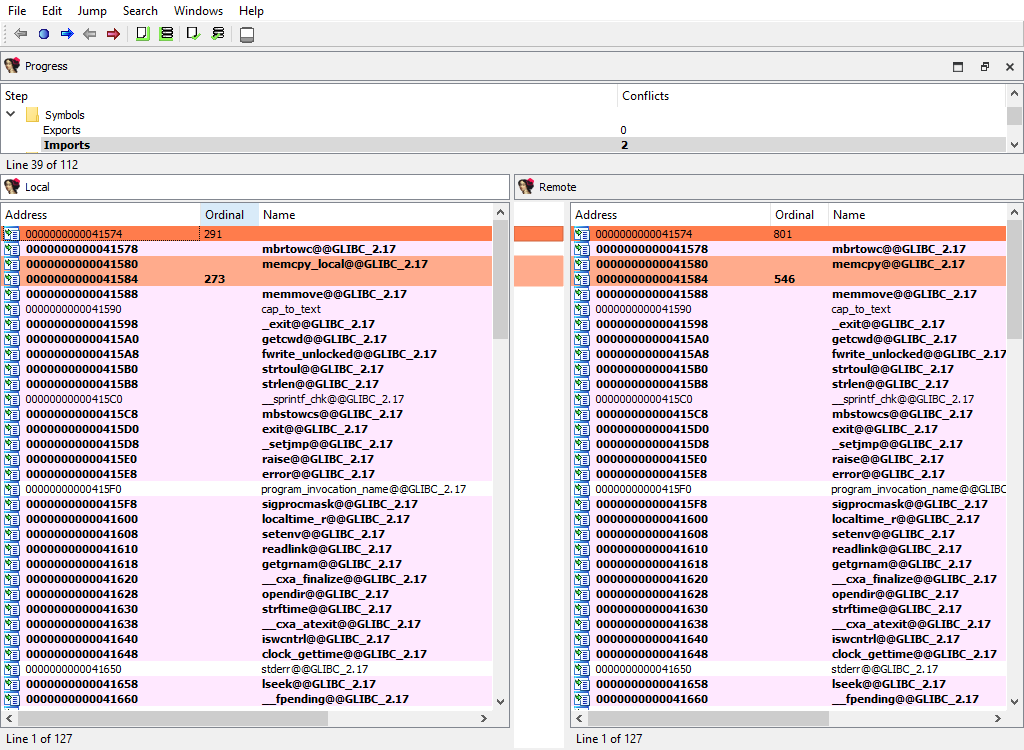 File Edit Jump Search Windows Help
Progress
Step Conflicts
Symbols
Exports 0
Imports 2
Line 39 of 112
Local
Address Ordinal Name
0000000000041574 291
0000000000041578 mbrtowc@@GLIBC_2.17
0000000000041580 memcpy_local@@GLIBC_2.17
0000000000041584 273
0000000000041588 memmove@@GLIBC_2.17
0000000000041590 cap_to_text
0000000000041598 _exit@@GLIBC_2.17
00000000000415A0 getcwd@@GLIBC_2.17
00000000000415A8 fwrite_unlocked@@GLIBC_2.17
00000000000415B0 strtoul@@GLIBC_2.17
00000000000415B8 strlen@@GLIBC_2.17
00000000000415C0 __sprintf_chk@@GLIBC_2.17
00000000000415C8 mbstowcs@@GLIBC_2.17
00000000000415D0 exit@@GLIBC_2.17
00000000000415D8 _setjmp@@GLIBC_2.17
00000000000415E0 raise@@GLIBC_2.17
00000000000415E8 error@@GLIBC_2.17
00000000000415F0 program_invocation_name@@GLIBC_2.17
00000000000415F8 sigprocmask@@GLIBC_2.17
0000000000041600 localtime_r@@GLIBC_2.17
0000000000041608 setenv@@GLIBC_2.17
0000000000041610 readlink@@GLIBC_2.17
0000000000041618 getgrnam@@GLIBC_2.17
0000000000041620 __cxa_finalize@@GLIBC_2.17
0000000000041628 opendir@@GLIBC_2.17
0000000000041630 strftime@@GLIBC_2.17
0000000000041638 __cxa_atexit@@GLIBC_2.17
0000000000041640 iswcntrl@@GLIBC_2.17
0000000000041648 clock_gettime@@GLIBC_2.17
0000000000041650 stderr@@GLIBC_2.17
0000000000041658 lseek@@GLIBC_2.17
0000000000041660 __fpending@@GLIBC_2.17
Line 1 of 127
Remote
Address Ordinal Name
0000000000041574 801
0000000000041578 mbrtowc@@GLIBC_2.17
0000000000041580 memcpy@@GLIBC_2.17
0000000000041584 546
0000000000041588 memmove@@GLIBC_2.17
0000000000041590 cap_to_text
0000000000041598 _exit@@GLIBC_2.17
00000000000415A0 getcwd@@GLIBC_2.17
00000000000415A8 fwrite_unlocked@@GLIBC_2.17
00000000000415B0 strtoul@@GLIBC_2.17
00000000000415B8 strlen@@GLIBC_2.17
00000000000415C0 __sprintf_chk@@GLIBC_2.17
00000000000415C8 mbstowcs@@GLIBC_2.17
00000000000415D0 exit@@GLIBC_2.17
00000000000415D8 _setjmp@@GLIBC_2.17
00000000000415E0 raise@@GLIBC_2.17
00000000000415E8 error@@GLIBC_2.17
00000000000415F0 program_invocation_name@@GLIBC
00000000000415F8 sigprocmask@@GLIBC_2.17
0000000000041600 localtime_r@@GLIBC_2.17
0000000000041608 setenv@@GLIBC_2.17
0000000000041610 readlink@@GLIBC_2.17
0000000000041618 getgrnam@@GLIBC_2.17
0000000000041620 __cxa_finalize@@GLIBC_2.17
0000000000041628 opendir@@GLIBC_2.17
0000000000041630 strftime@@GLIBC_2.17
0000000000041638 __cxa_atexit@@GLIBC_2.17
0000000000041640 iswcntrl@@GLIBC_2.17
0000000000041648 clock_gettime@@GLIBC_2.17
0000000000041650 stderr@@GLIBC_2.17
0000000000041658 lseek@@GLIBC_2.17
0000000000041660 __fpending@@GLIBC_2.17
Line 1 of 127